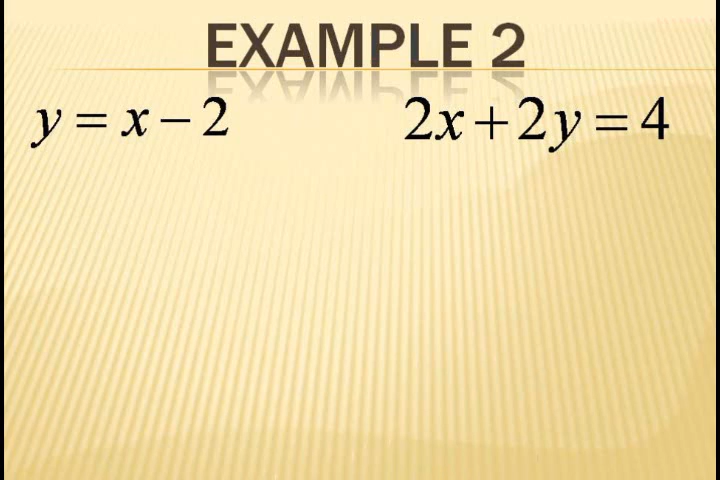 EXAMPLE 2
y = x − 2 2x + 2y = 4